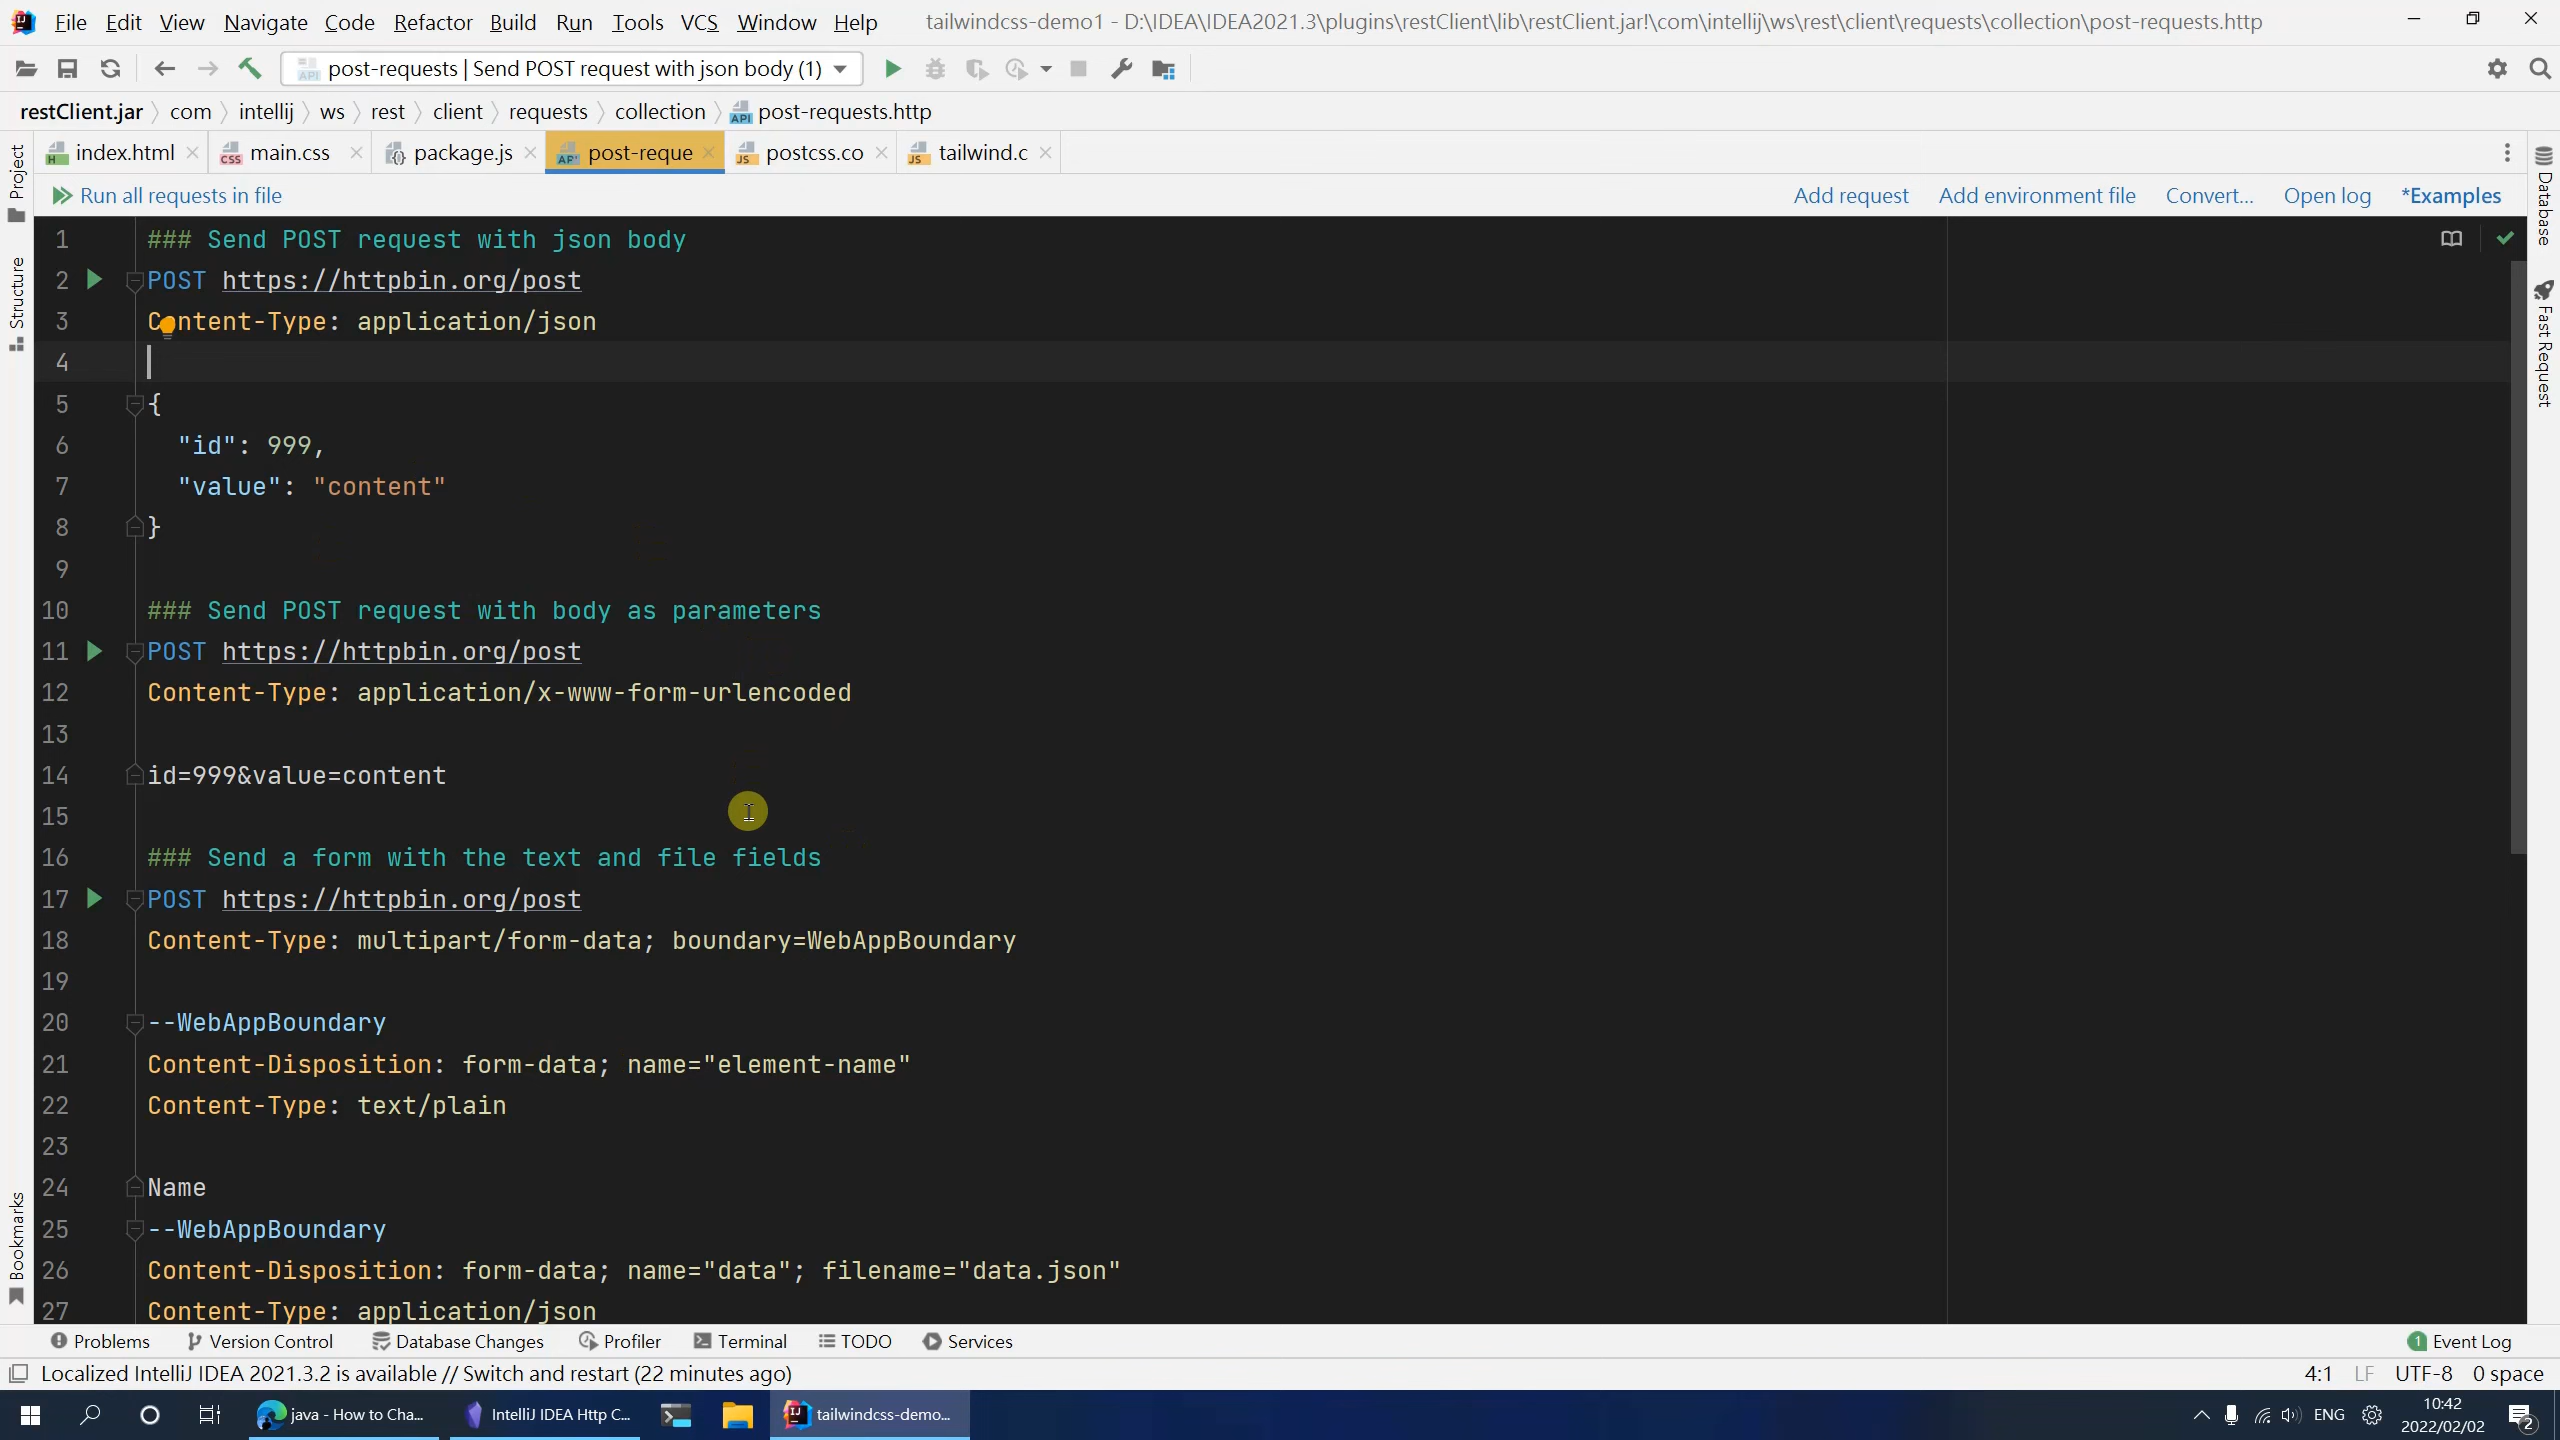 File Edit View Navigate Code Refactor Build Run Tools VCS Window Help tailwindcss-demo1 - D:\IDEA\IDEA2021.3\plugins\restClient\lib\restClient.jar!\com\intellij\ws\rest\client\requests\collection\post-requests.http
post-requests | Send POST request with json body (1)
restClient.jar com intellij ws rest client requests collection post-requests.http
index.html main.css package.js post-reque postcss.co tailwind.c
Run all requests in file Add request Add environment file Convert... Open log *Examples
Project
Structure
Bookmarks
Database
Fast Request
1 ### Send POST request with json body
2 POST https://httpbin.org/post
3 Content-Type: application/json
4
5 {
6 "id": 999,
7 "value": "content"
8 }
9
10 ### Send POST request with body as parameters
11 POST https://httpbin.org/post
12 Content-Type: application/x-www-form-urlencoded
13
14 id=999&value=content
15
16 ### Send a form with the text and file fields
17 POST https://httpbin.org/post
18 Content-Type: multipart/form-data; boundary=WebAppBoundary
19
20 --WebAppBoundary
21 Content-Disposition: form-data; name="element-name"
22 Content-Type: text/plain
23
24 Name
25 --WebAppBoundary
26 Content-Disposition: form-data; name="data"; filename="data.json"
27 Content-Type: application/json
Problems Version Control Database Changes Profiler Terminal TODO Services 1 Event Log
Localized IntelliJ IDEA 2021.3.2 is available // Switch and restart (22 minutes ago) 4:1 LF UTF-8 0 space
java - How to Cha... IntelliJ IDEA Http C... tailwindcss-demo... ENG 10:42
2022/02/02 2